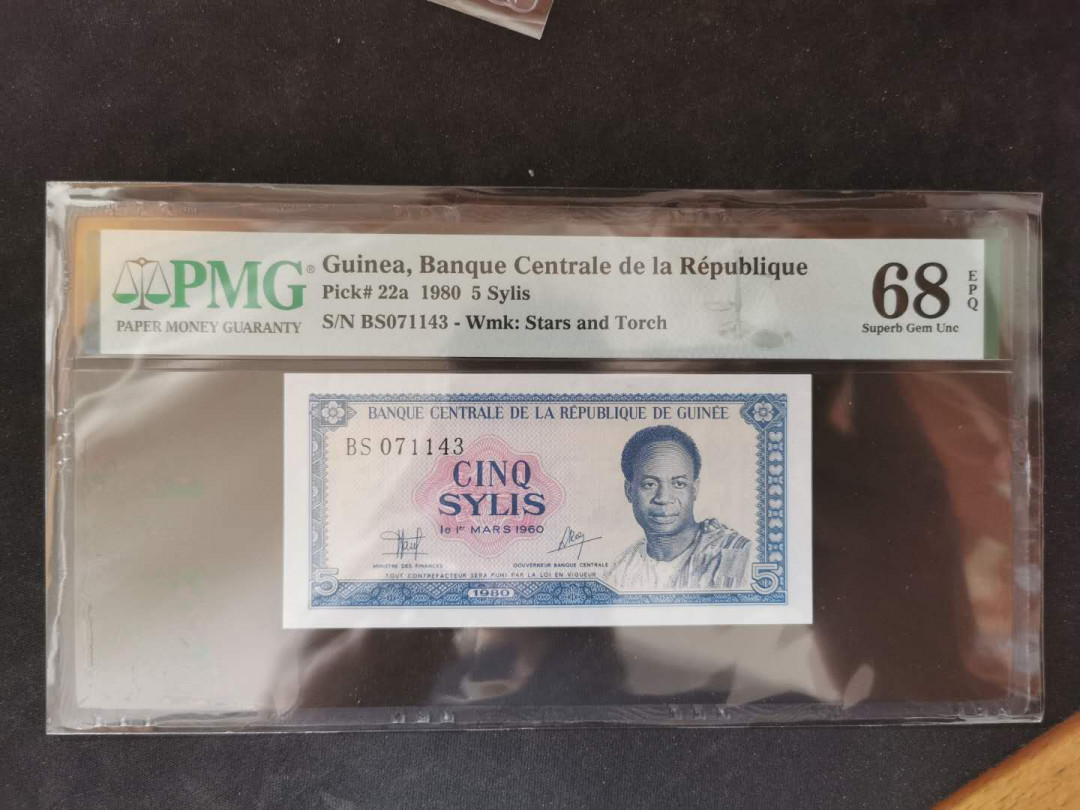 PMG®
PAPER MONEY GUARANTY
Guinea, Banque Centrale de la République
Pick# 22a 1980 5 Sylis
S/N BS071143 - Wmk: Stars and Torch
68
EPQ
Superb Gem Unc
BANQUE CENTRALE DE LA RÉPUBLIQUE DE GUINÉE
BS 071143
CINQ
SYLIS
le 1er MARS 1960
MINISTRE DES FINANCES
GOUVERNEUR BANQUE CENTRALE
TOUT CONTREFACTEUR SERA PUNI PAR LA LOI EN VIGUEUR
5
1980
5